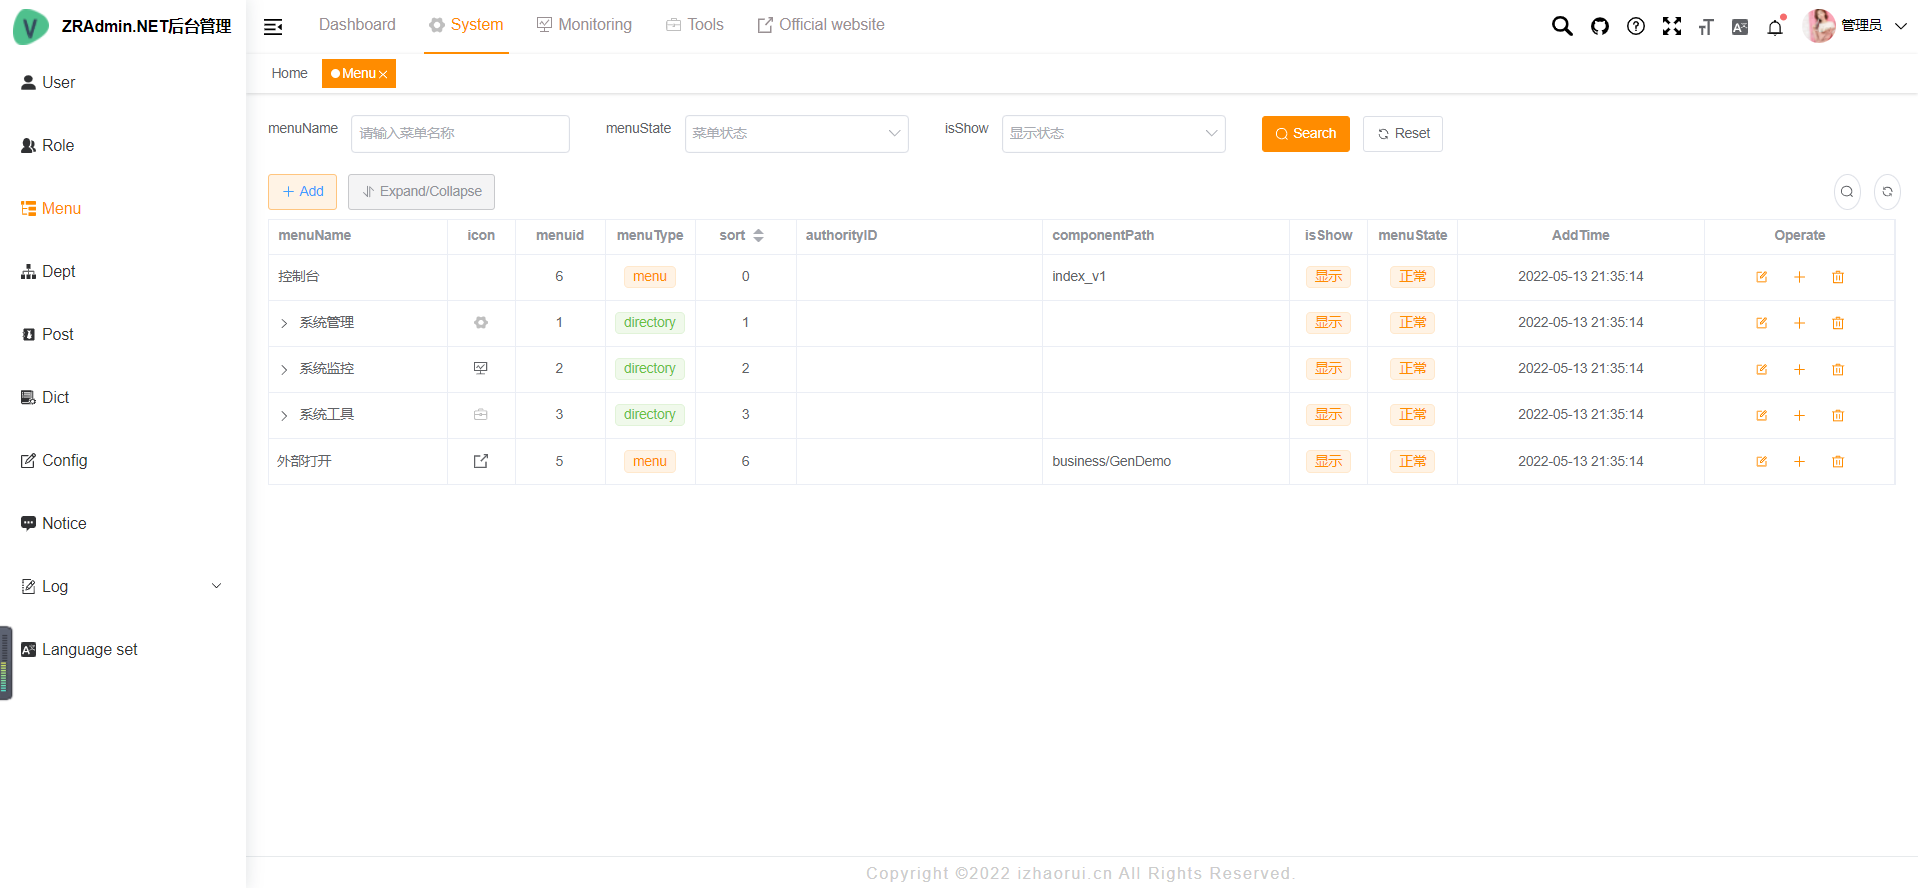 V ZRAdmin.NET后台管理
Dashboard System Monitoring Tools Official website
管理员
User
Role
Menu
Dept
Post
Dict
Config
Notice
Log
Language set
Home Menu
menuName 请输入菜单名称 menuState 菜单状态 isShow 显示状态 Search Reset
Add Expand/Collapse
menuName icon menuid menuType sort authorityID componentPath isShow menuState AddTime Operate
控制台 6 menu 0 index_v1 显示 正常 2022-05-13 21:35:14
系统管理 1 directory 1 显示 正常 2022-05-13 21:35:14
系统监控 2 directory 2 显示 正常 2022-05-13 21:35:14
系统工具 3 directory 3 显示 正常 2022-05-13 21:35:14
外部打开 5 menu 6 business/GenDemo 显示 正常 2022-05-13 21:35:14
Copyright ©2022 izhaorui.cn All Rights Reserved.